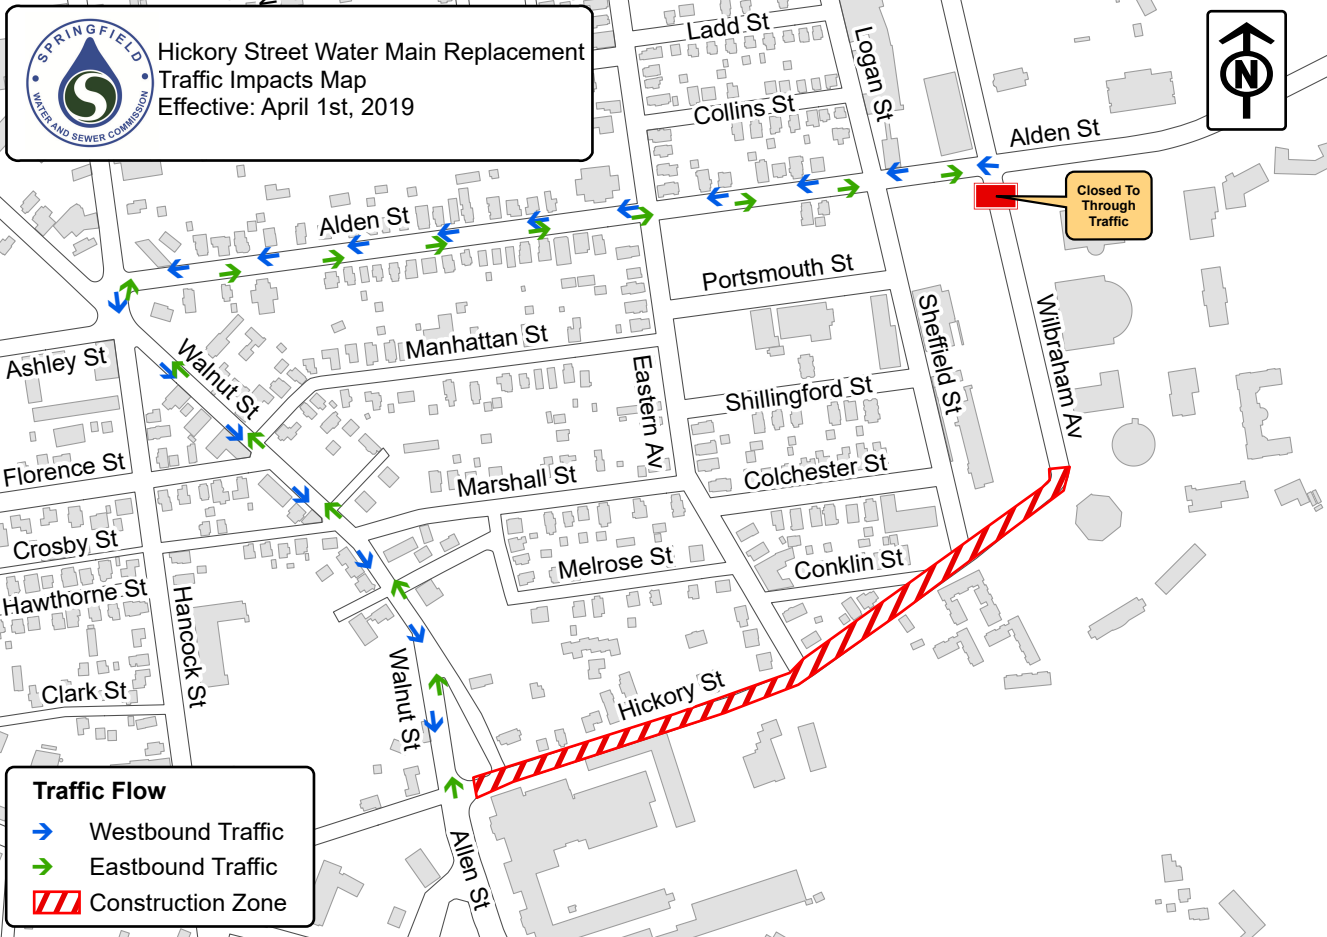 SPRINGFIELD
WATER AND SEWER COMMISSION
Hickory Street Water Main Replacement
Traffic Impacts Map
Effective: April 1st, 2019
N
Ladd St
Logan St
Collins St
Alden St
Closed To
Through
Traffic
Alden St
Portsmouth St
Sheffield St
Wilbraham Av
Manhattan St
Ashley St
Walnut St
Eastern Av
Shillingford St
Colchester St
Florence St
Marshall St
Crosby St
Melrose St
Conklin St
Hawthorne St
Hancock St
Walnut St
Clark St
Hickory St
Allen St
Traffic Flow
Westbound Traffic
Eastbound Traffic
Construction Zone